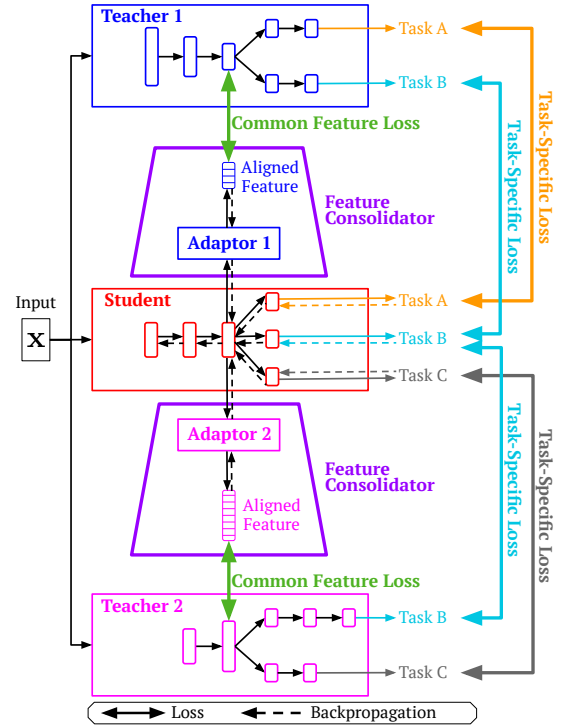 Teacher 1
Task A
Task B
Common Feature Loss
Aligned
Feature
Feature
Consolidator
Adaptor 1
Task-Specific Loss
Task-Specific Loss
Input
X
Student
Task A
Task B
Task C
Adaptor 2
Feature
Consolidator
Aligned
Feature
Task-Specific Loss
Task-Specific Loss
Common Feature Loss
Teacher 2
Task B
Task C
Loss
Backpropagation